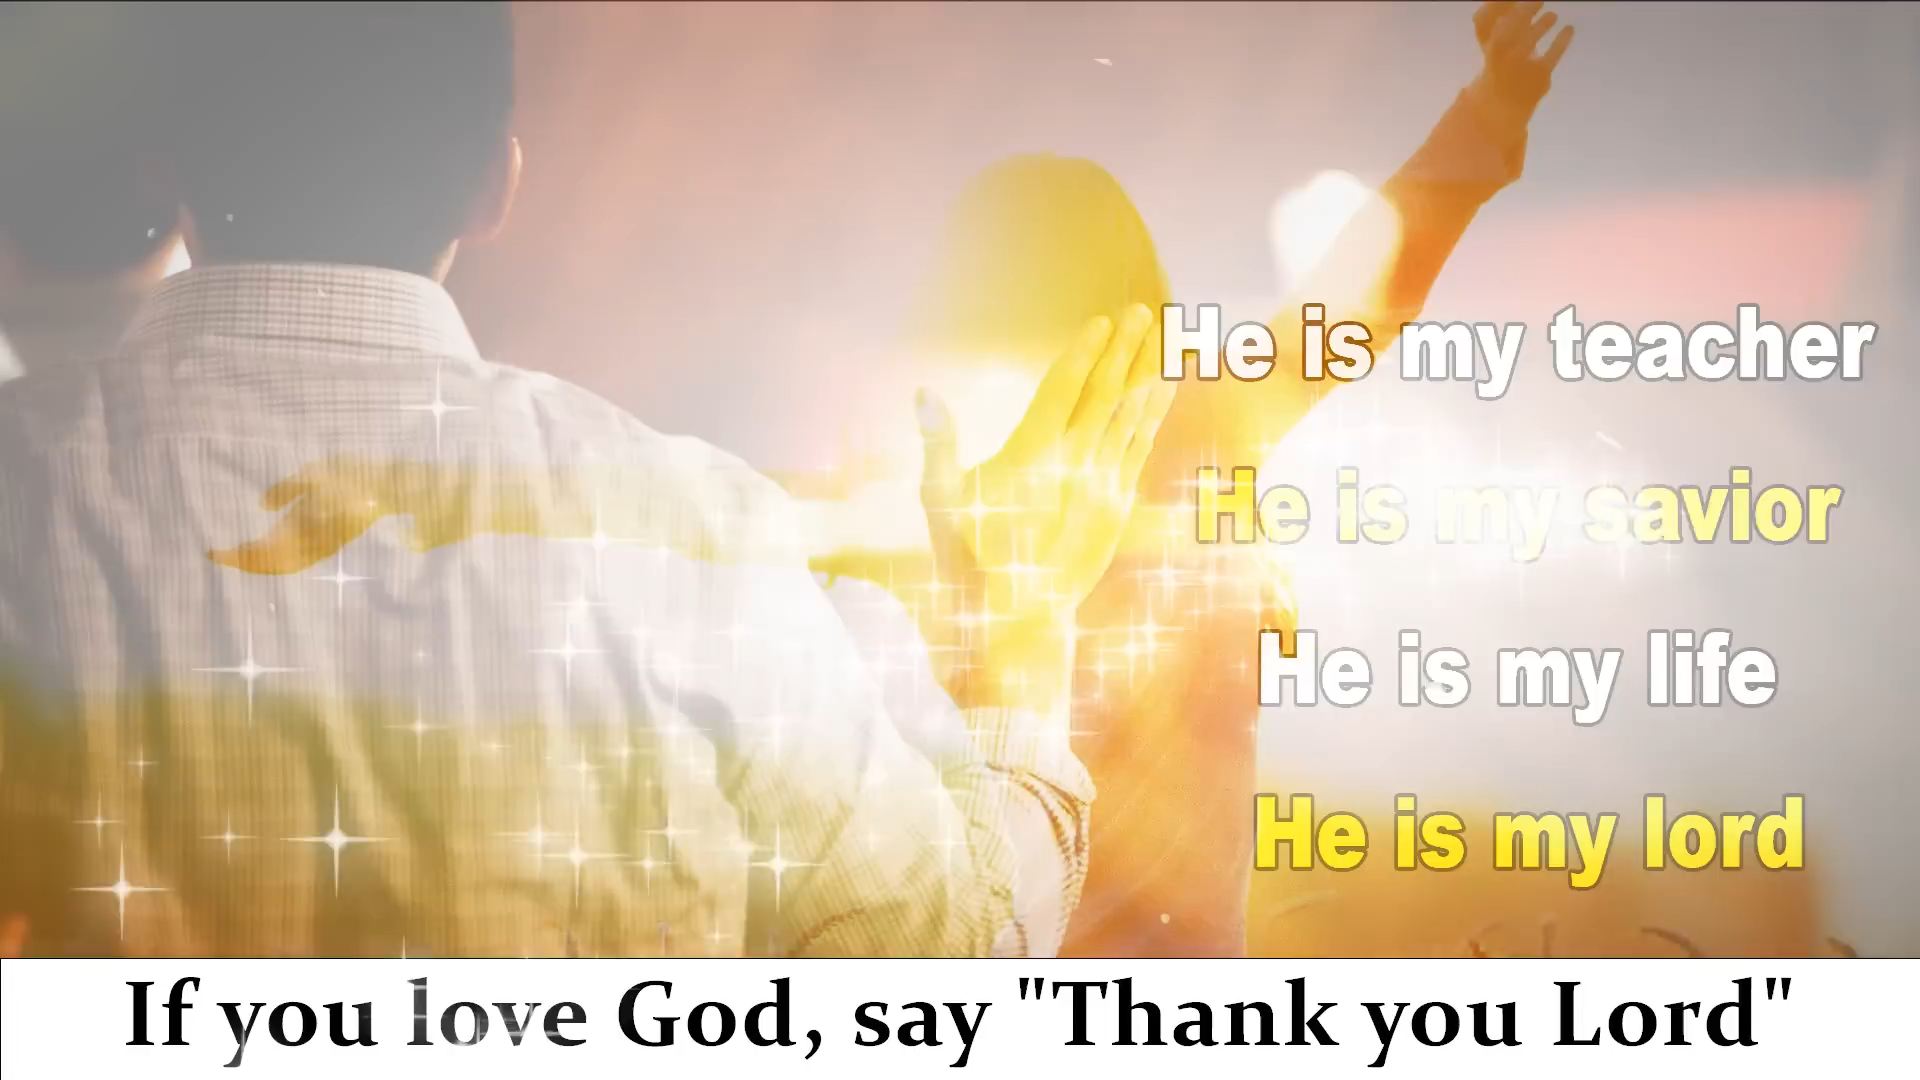 He is my teacher
He is my savior
He is my life
He is my lord
If you love God, say "Thank you Lord"